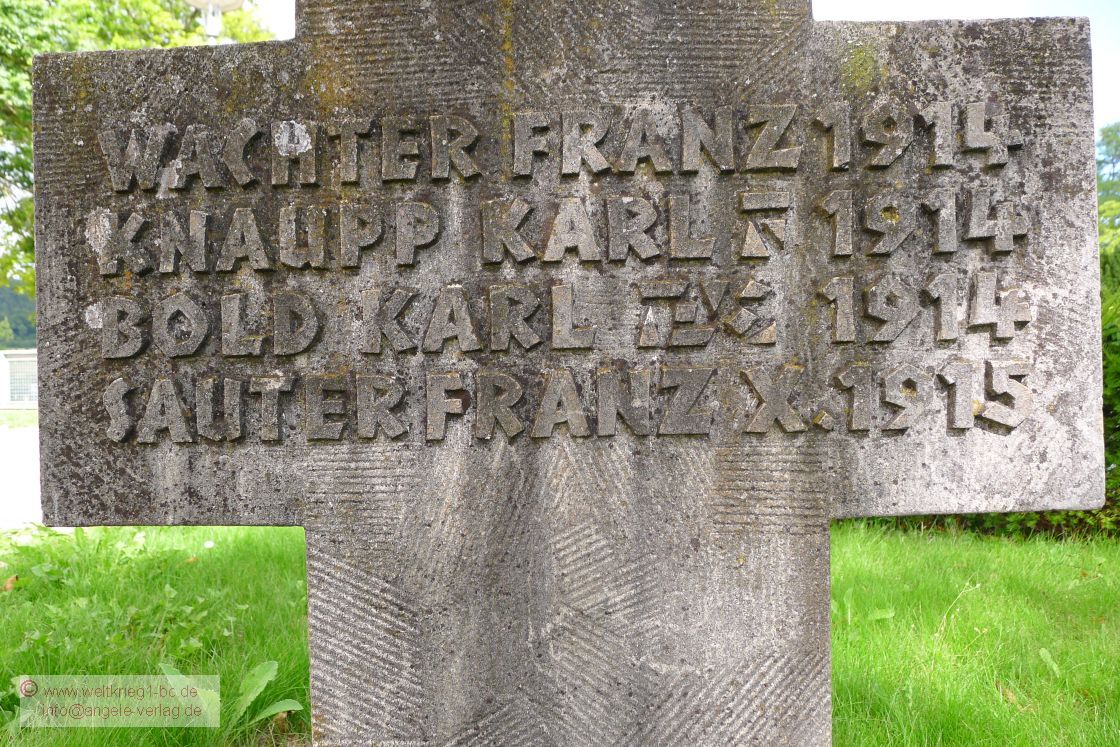 WACHTER FRANZ 1914
KNAUPP KARL 1914
BOLD KARL 1914
SAUTER FRANZ X. 1915
© www.weltkrieg1-bc.de
info@angele-verlag.de